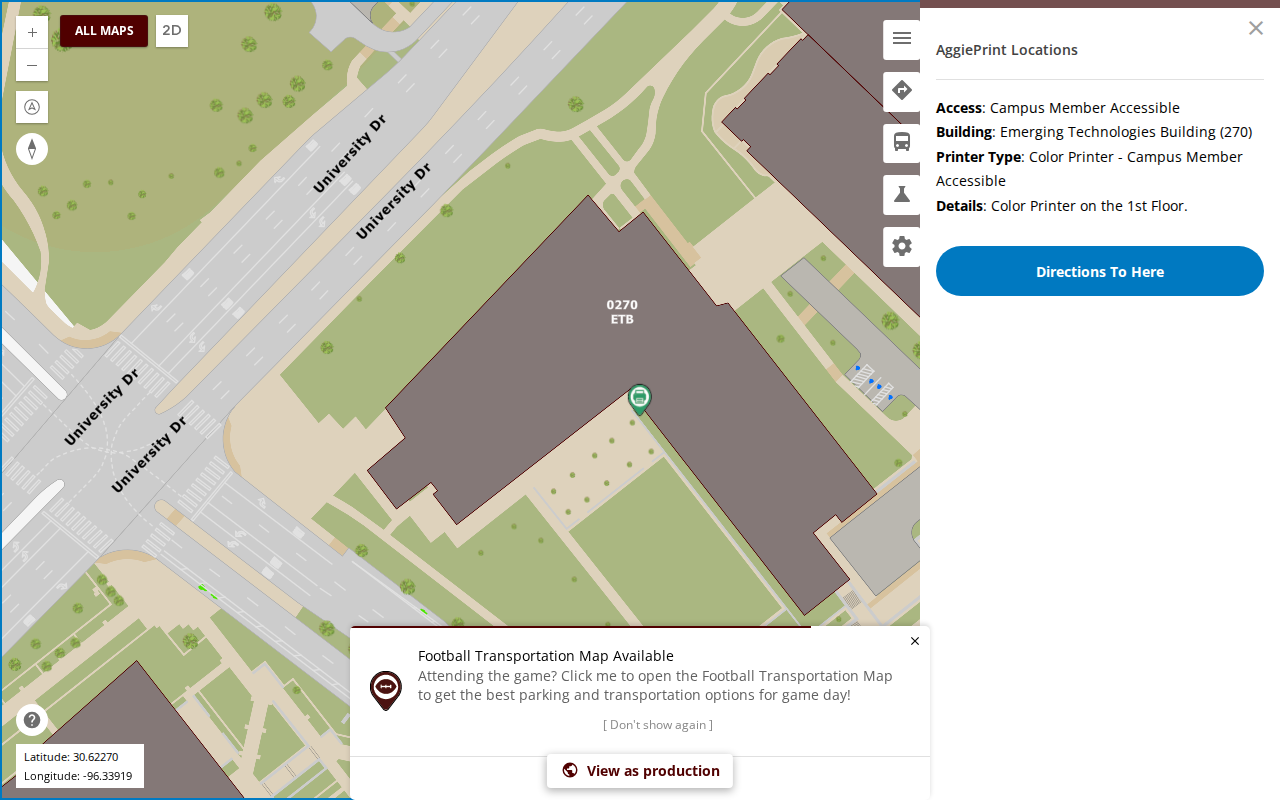 ALL MAPS
2D
University Dr
University Dr
University Dr
University Dr
0270
ETB
AggiePrint Locations
Access: Campus Member Accessible
Building: Emerging Technologies Building (270)
Printer Type: Color Printer - Campus Member
Accessible
Details: Color Printer on the 1st Floor.
Directions To Here
Football Transportation Map Available
Attending the game? Click me to open the Football Transportation Map
to get the best parking and transportation options for game day!
[ Don't show again ]
View as production
Latitude: 30.62270
Longitude: -96.33919